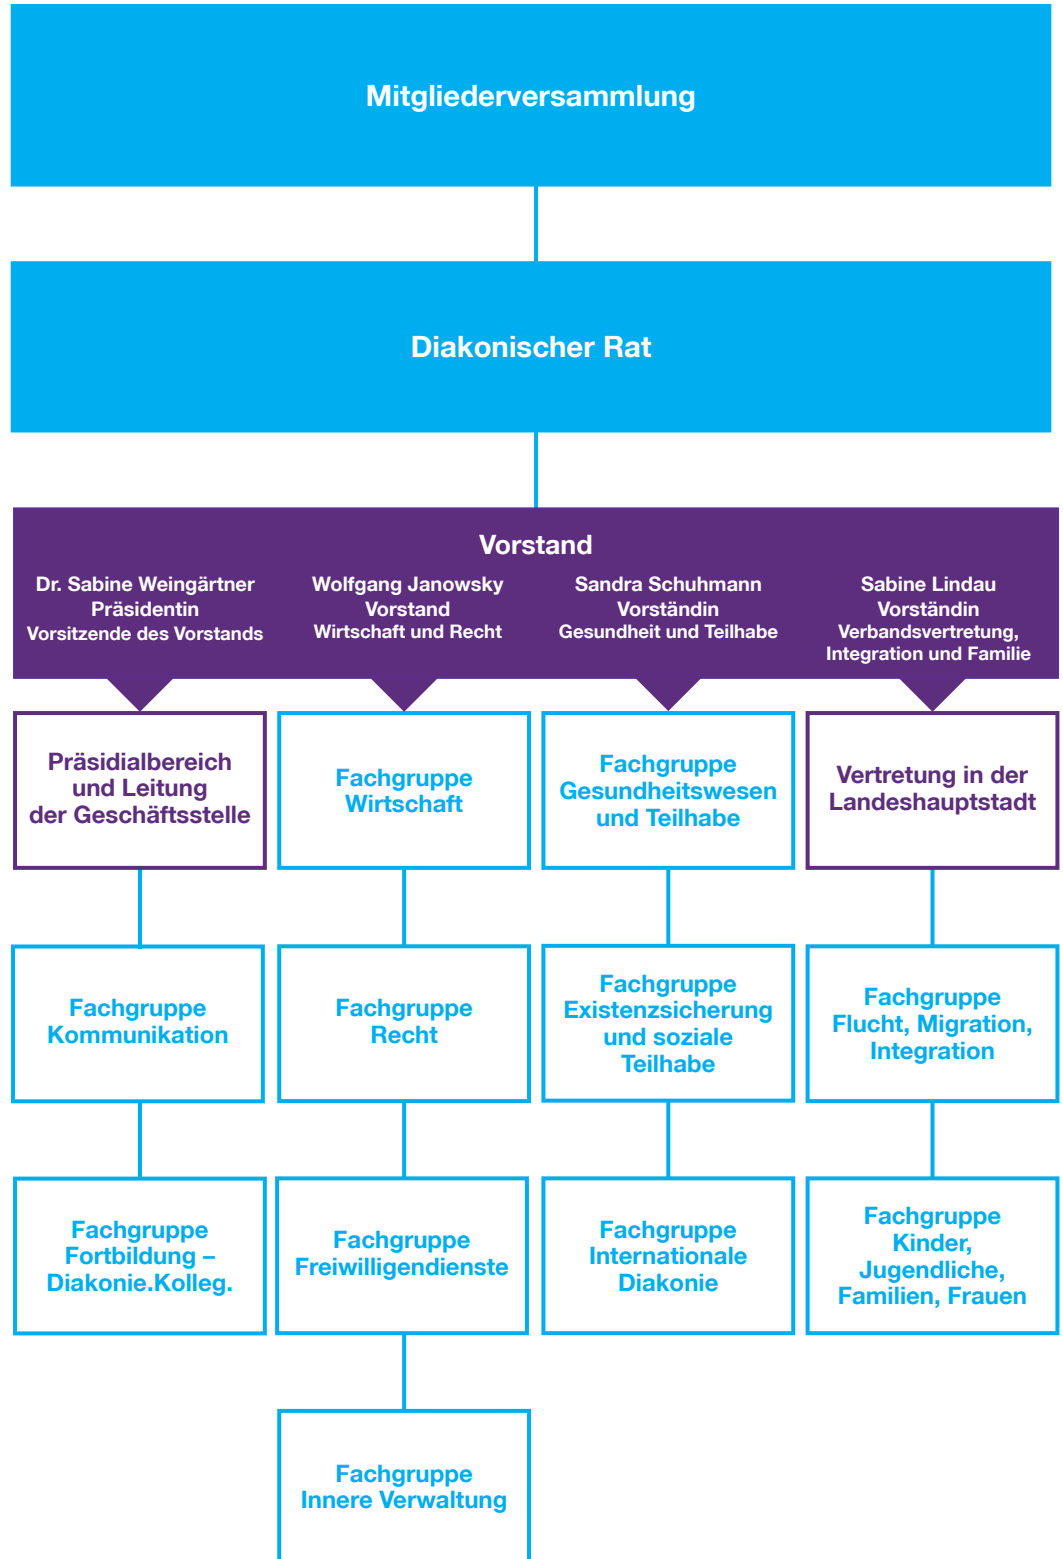 Mitgliederversammlung
Diakonischer Rat
Vorstand
Dr. Sabine Weingärtner
Präsidentin
Vorsitzende des Vorstands
Wolfgang Janowsky
Vorstand
Wirtschaft und Recht
Sandra Schuhmann
Vorständin
Gesundheit und Teilhabe
Sabine Lindau
Vorständin
Verbandsvertretung,
Integration und Familie
Präsidialbereich
und Leitung
der Geschäftsstelle
Fachgruppe
Wirtschaft
Fachgruppe
Gesundheitswesen
und Teilhabe
Vertretung in der
Landeshauptstadt
Fachgruppe
Kommunikation
Fachgruppe
Recht
Fachgruppe
Existenzsicherung
und soziale
Teilhabe
Fachgruppe
Flucht, Migration,
Integration
Fachgruppe
Fortbildung –
Diakonie.Kolleg.
Fachgruppe
Freiwilligendienste
Fachgruppe
Internationale
Diakonie
Fachgruppe
Kinder,
Jugendliche,
Familien, Frauen
Fachgruppe
Innere Verwaltung